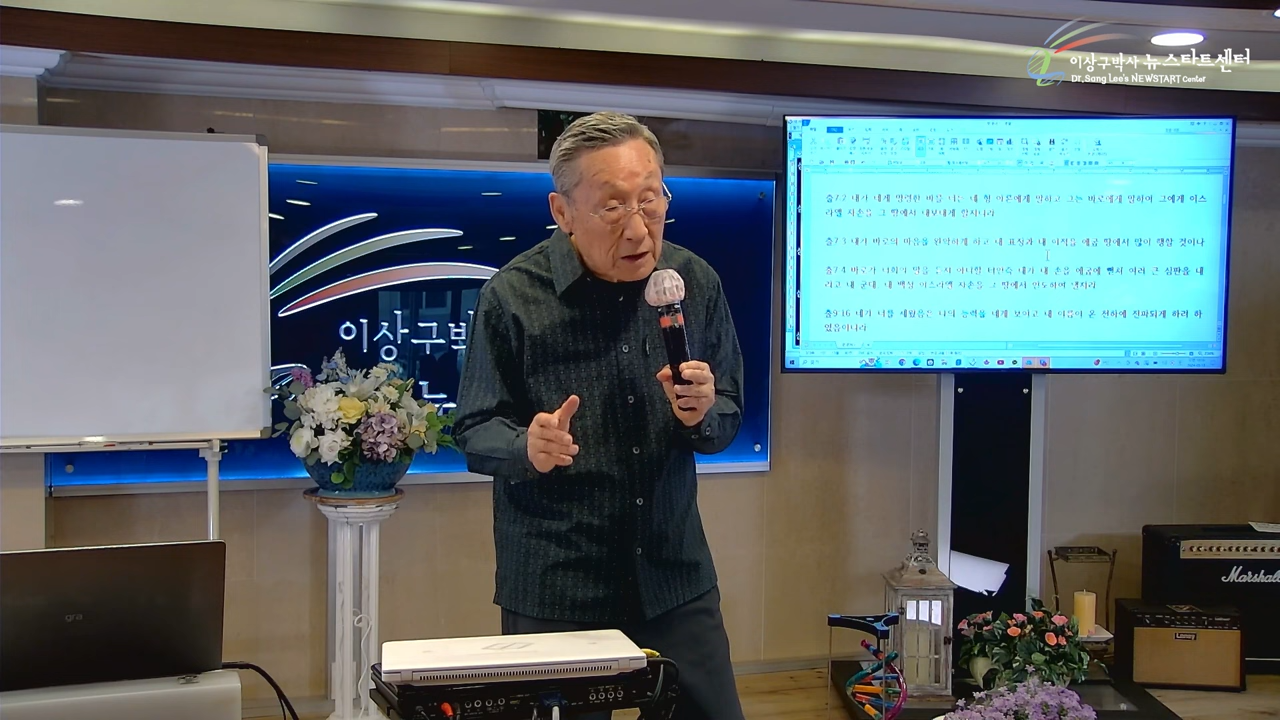 이상구박사 뉴스타트센터
Dr. Sang Lee's NEWSTART Center
이상구박
뉴
출7:2 내가 네게 명령한 바를 너는 네 형 아론에게 말하고 그는 바로에게 말하여 그에게 이스
라엘 자손을 그 땅에서 내보내게 할지니라
출7:3 내가 바로의 마음을 완악하게 하고 내 표징과 내 이적을 애굽 땅에서 많이 행할 것이나
출7:4 바로가 너희의 말을 듣지 아니할 터인즉 내가 내 손을 애굽에 뻗쳐 여러 큰 심판을 내
리고 내 군대, 내 백성 이스라엘 자손을 그 땅에서 인도하여 낼지라
출9:16 내가 너를 세웠음은 나의 능력을 네게 보이고 내 이름이 온 천하에 전파되게 하려 하
였음이니라
gra
Marshall
Laney